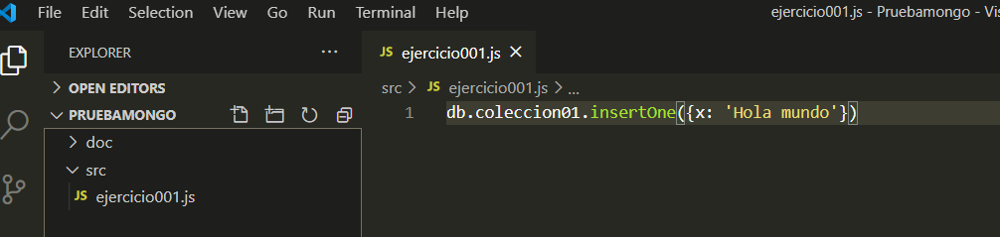 File Edit Selection View Go Run Terminal Help
ejercicio001.js - Pruebamongo - Vis
EXPLORER ...
OPEN EDITORS
PRUEBAMONGO
doc
src
JS ejercicio001.js
JS ejercicio001.js
src > JS ejercicio001.js > ...
1 db.coleccion01.insertOne({x: 'Hola mundo'})